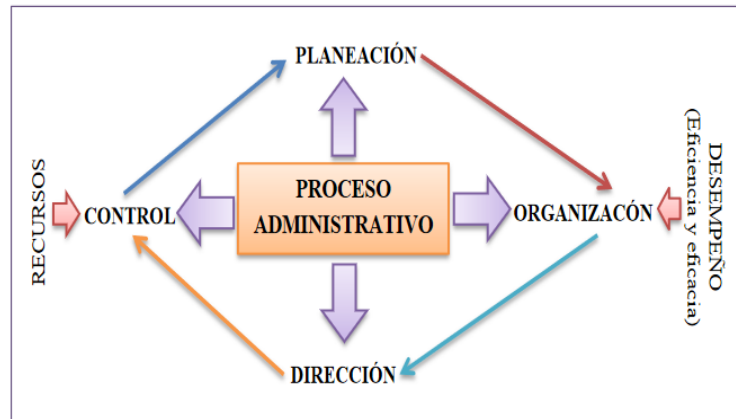 PLANEACIÓN
RECURSOS
CONTROL
PROCESO
ADMINISTRATIVO
ORGANIZACÓN
DESEMPEÑO
(Eficiencia y eficacia)
DIRECCIÓN